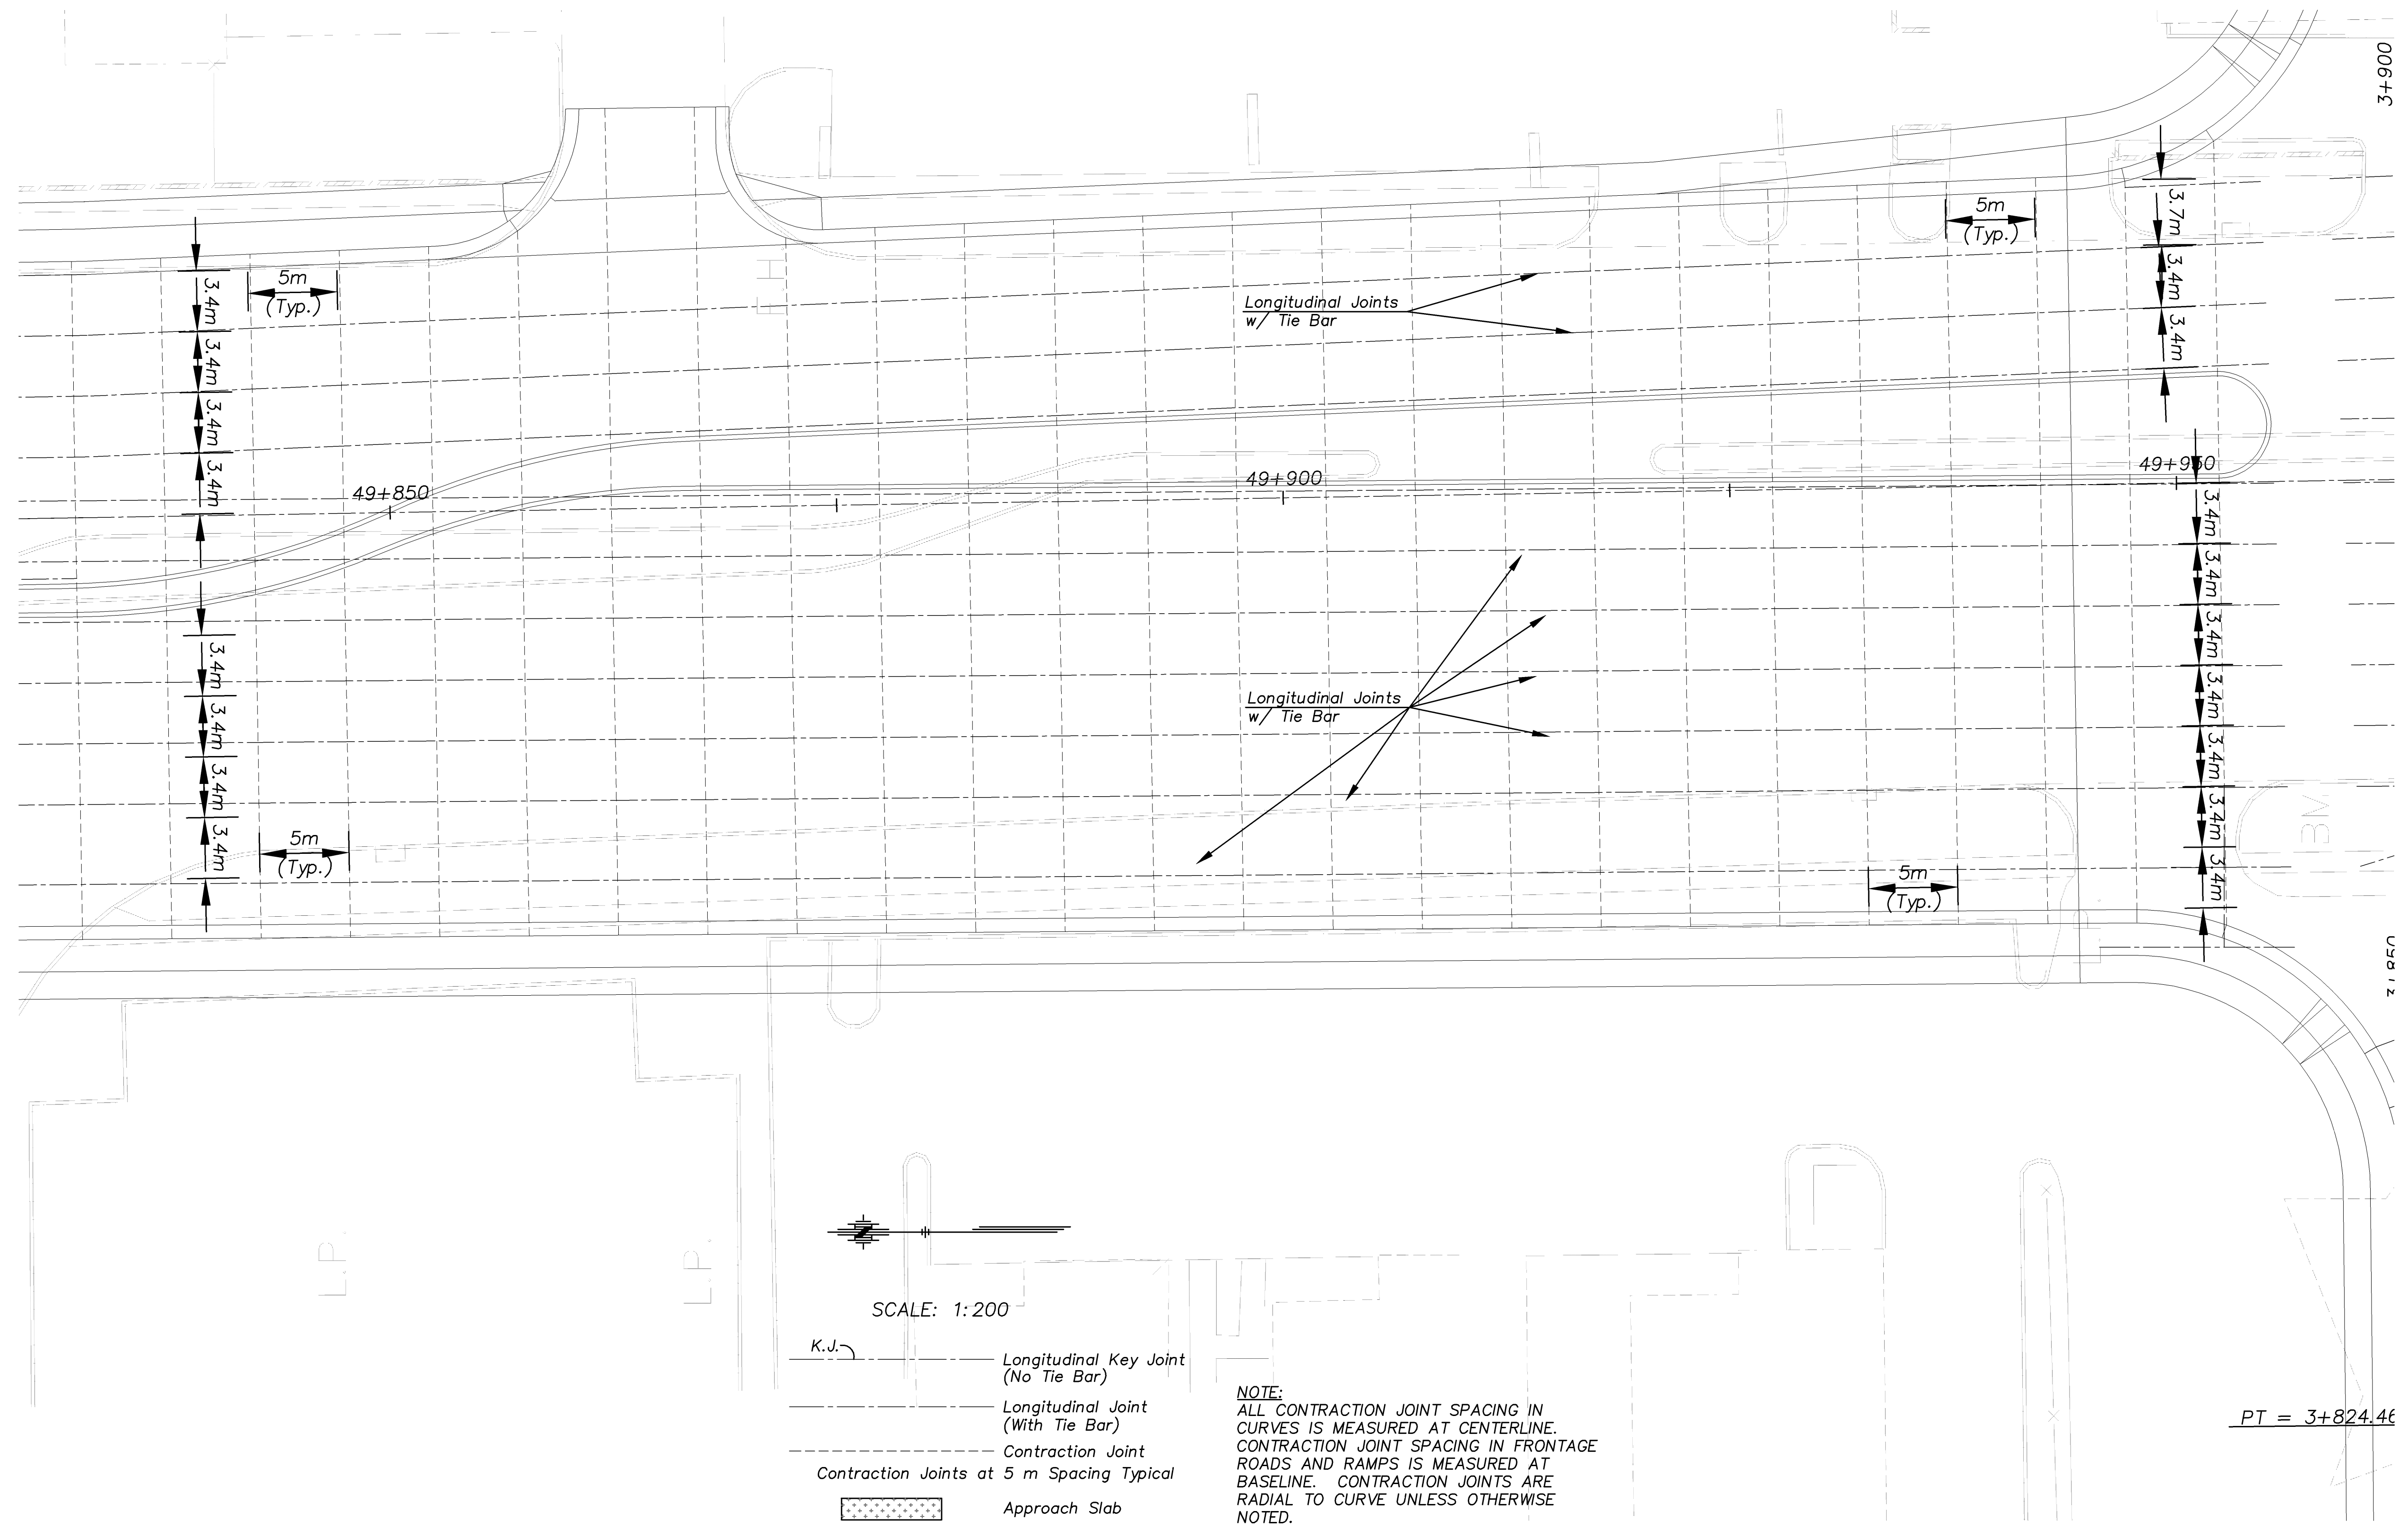 3+900
5m
(Typ.)
3.7m
3.4m
3.4m
5m
(Typ.)
3.4m
3.4m
3.4m
3.4m
Longitudinal Joints
w/ Tie Bar
49+850
49+900
49+950
3.4m
3.4m
3.4m
3.4m
3.4m
3.4m
3.4m
3.4m
3.4m
3.4m
3.4m
Longitudinal Joints
w/ Tie Bar
5m
(Typ.)
5m
(Typ.)
SCALE: 1:200
K.J.
Longitudinal Key Joint
(No Tie Bar)
Longitudinal Joint
(With Tie Bar)
Contraction Joint
Contraction Joints at 5 m Spacing Typical
Approach Slab
NOTE:
ALL CONTRACTION JOINT SPACING IN
CURVES IS MEASURED AT CENTERLINE.
CONTRACTION JOINT SPACING IN FRONTAGE
ROADS AND RAMPS IS MEASURED AT
BASELINE. CONTRACTION JOINTS ARE
RADIAL TO CURVE UNLESS OTHERWISE
NOTED.
PT = 3+824.46